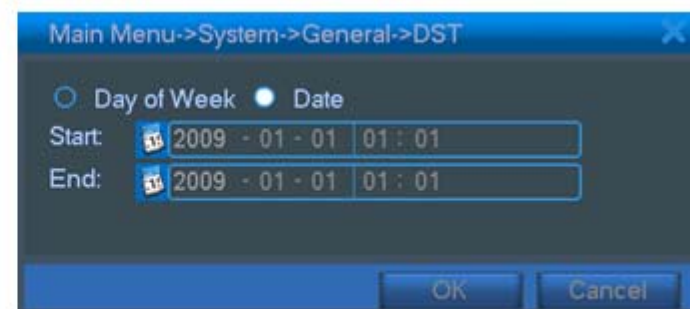 Main Menu->System->General->DST
Day of Week Date
Start: 2009 - 01 - 01 01 : 01
End: 2009 - 01 - 01 01 : 01
OK Cancel